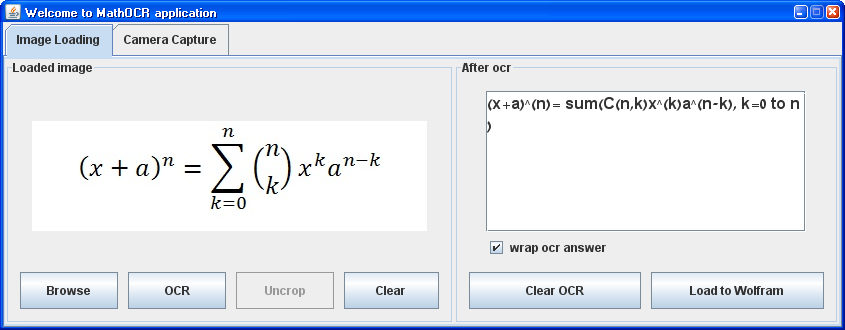 Welcome to MathOCR application
Image Loading
Camera Capture
Loaded image
(x + a)^n = ∑_{k=0}^{n} \binom{n}{k} x^k a^{n−k}
Browse
OCR
Uncrop
Clear
After ocr
(x+a)^(n)= sum(C(n,k)x^(k)a^(n-k), k=0 to n
)
wrap ocr answer
Clear OCR
Load to Wolfram